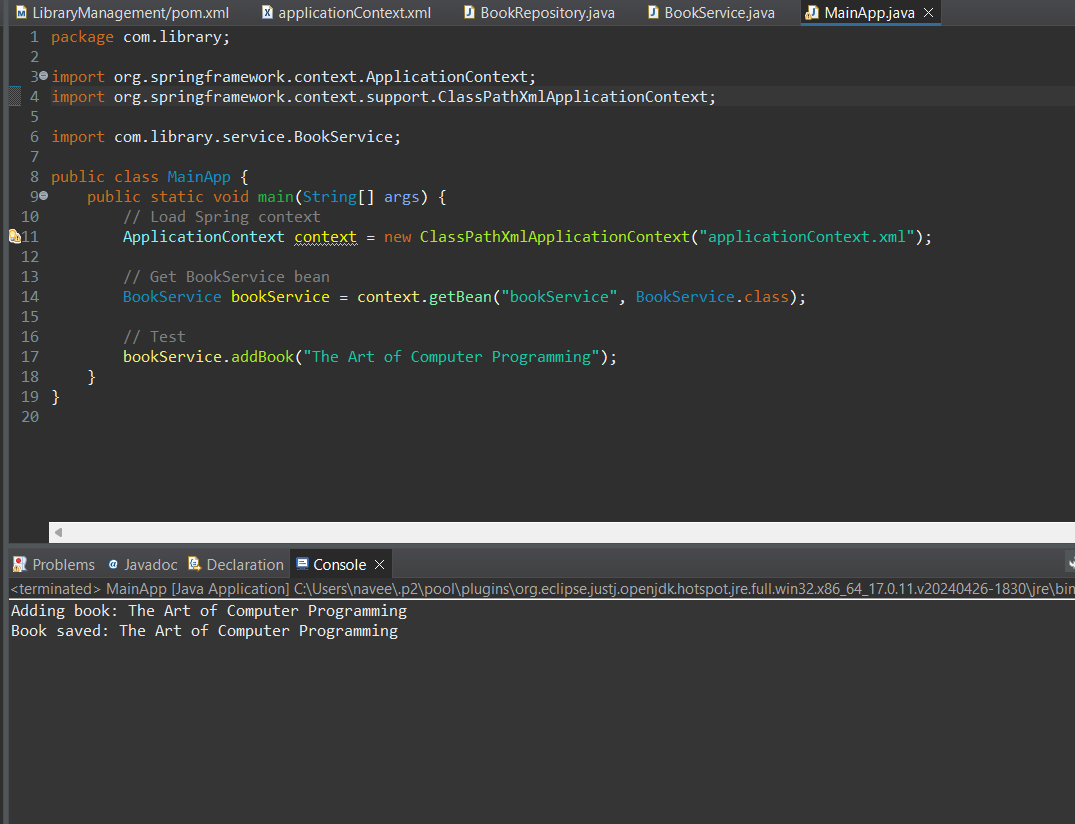 LibraryManagement/pom.xml applicationContext.xml BookRepository.java BookService.java MainApp.java
1 package com.library;
2
3 import org.springframework.context.ApplicationContext;
4 import org.springframework.context.support.ClassPathXmlApplicationContext;
5
6 import com.library.service.BookService;
7
8 public class MainApp {
9     public static void main(String[] args) {
10         // Load Spring context
11         ApplicationContext context = new ClassPathXmlApplicationContext("applicationContext.xml");
12
13         // Get BookService bean
14         BookService bookService = context.getBean("bookService", BookService.class);
15
16         // Test
17         bookService.addBook("The Art of Computer Programming");
18     }
19 }
20
Problems @ Javadoc Declaration Console
<terminated> MainApp [Java Application] C:\Users\navee\.p2\pool\plugins\org.eclipse.justj.openjdk.hotspot.jre.full.win32.x86_64_17.0.11.v20240426-1830\jre\bin
Adding book: The Art of Computer Programming
Book saved: The Art of Computer Programming